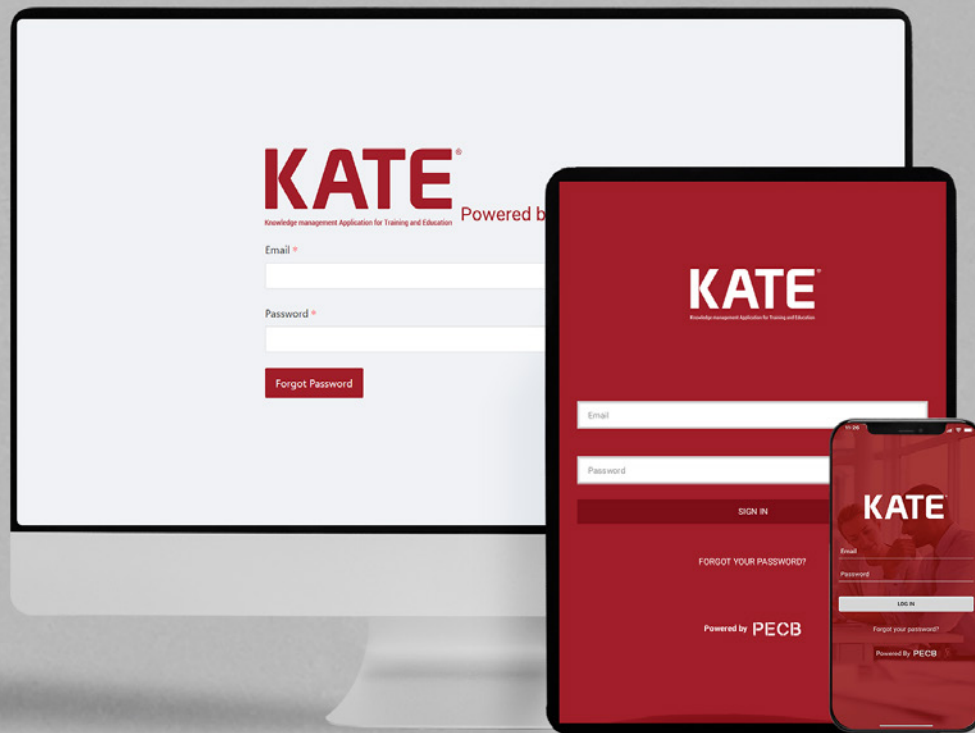 KATE®
Knowledge management Application for Training and Education
Powered b
Email *
Password *
Forgot Password
KATE®
Knowledge management Application for Training and Education
Email
Password
SIGN IN
FORGOT YOUR PASSWORD?
Powered by PECB
11:36
KATE
Email
Password
LOG IN
Forgot your password?
Powered By PECB